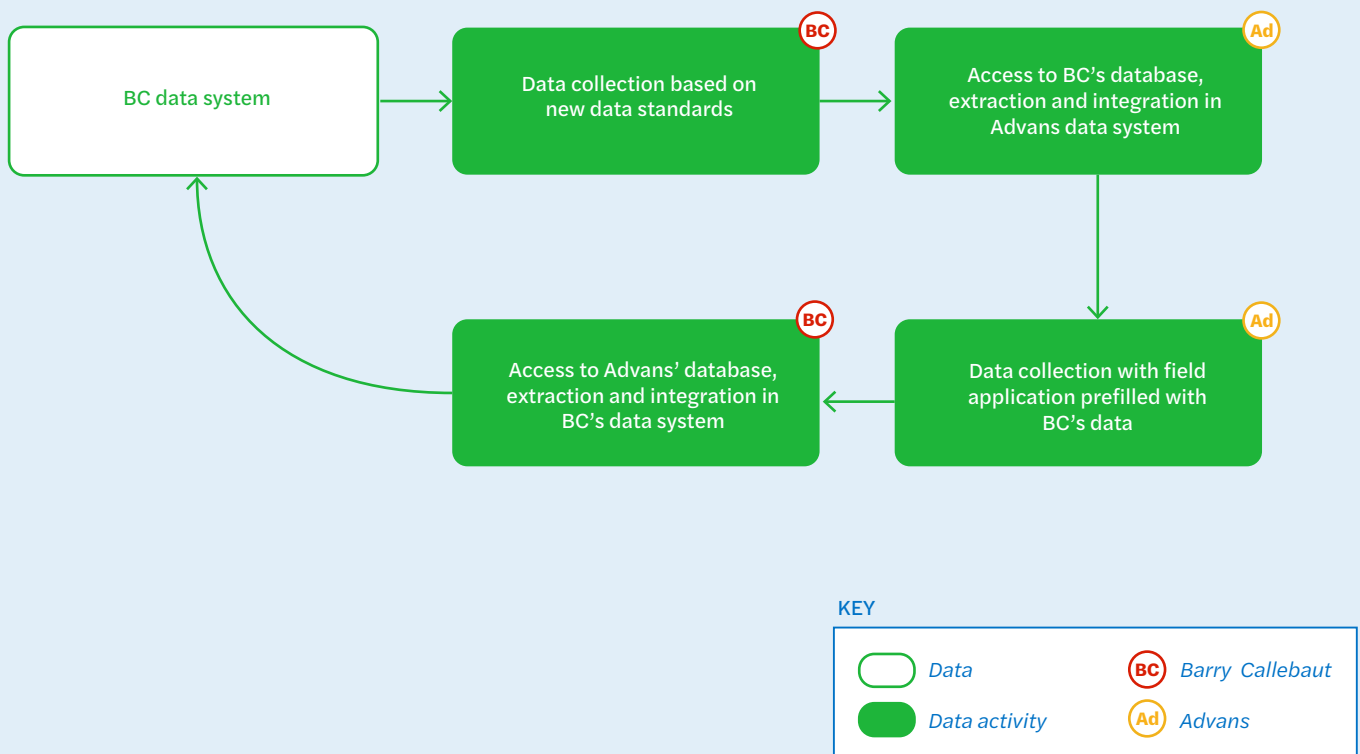 BC data system
BC
Data collection based on
new data standards
Ad
Access to BC’s database,
extraction and integration in
Advans data system
Ad
Data collection with field
application prefilled with
BC’s data
BC
Access to Advans’ database,
extraction and integration in
BC’s data system
KEY
Data
BC Barry Callebaut
Data activity
Ad Advans